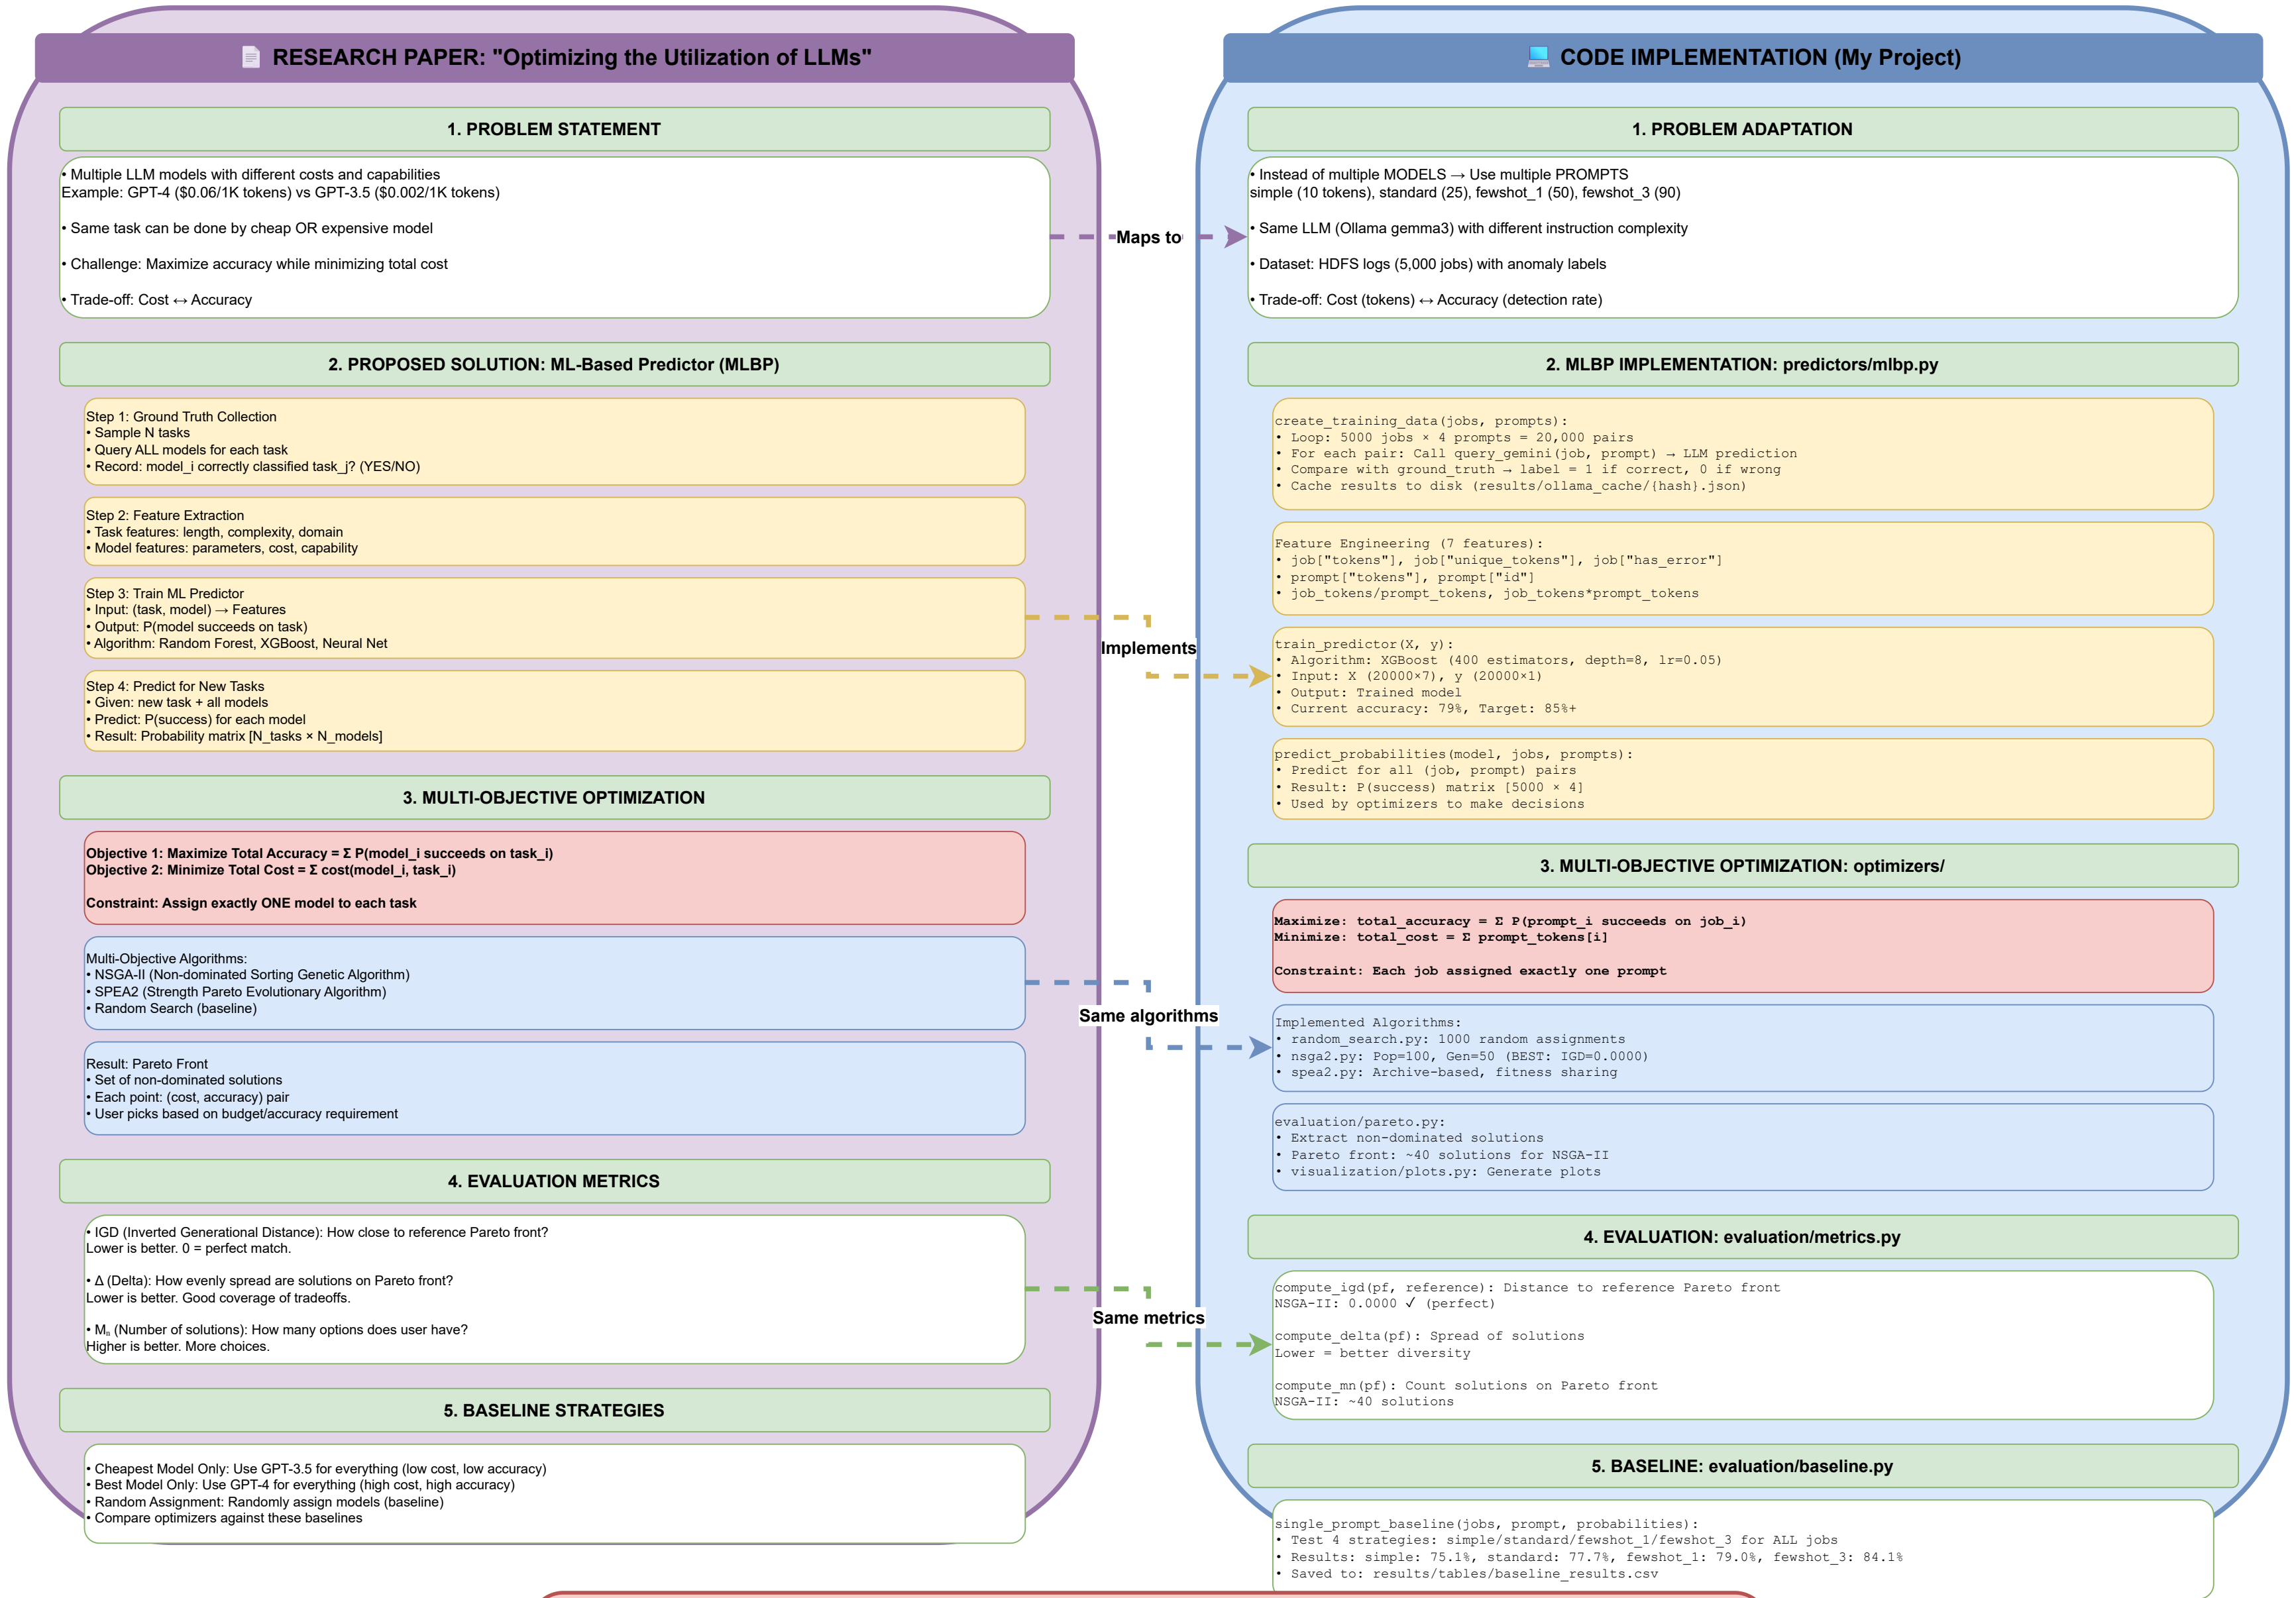 📄 RESEARCH PAPER: "Optimizing the Utilization of LLMs"
1. PROBLEM STATEMENT
• Multiple LLM models with different costs and capabilities
Example: GPT-4 ($0.06/1K tokens) vs GPT-3.5 ($0.002/1K tokens)
• Same task can be done by cheap OR expensive model
• Challenge: Maximize accuracy while minimizing total cost
• Trade-off: Cost ↔ Accuracy
2. PROPOSED SOLUTION: ML-Based Predictor (MLBP)
Step 1: Ground Truth Collection
• Sample N tasks
• Query ALL models for each task
• Record: model_i correctly classified task_j? (YES/NO)
Step 2: Feature Extraction
• Task features: length, complexity, domain
• Model features: parameters, cost, capability
Step 3: Train ML Predictor
• Input: (task, model) → Features
• Output: P(model succeeds on task)
• Algorithm: Random Forest, XGBoost, Neural Net
Step 4: Predict for New Tasks
• Given: new task + all models
• Predict: P(success) for each model
• Result: Probability matrix [N_tasks × N_models]
3. MULTI-OBJECTIVE OPTIMIZATION
Objective 1: Maximize Total Accuracy = Σ P(model_i succeeds on task_i)
Objective 2: Minimize Total Cost = Σ cost(model_i, task_i)
Constraint: Assign exactly ONE model to each task
Multi-Objective Algorithms:
• NSGA-II (Non-dominated Sorting Genetic Algorithm)
• SPEA2 (Strength Pareto Evolutionary Algorithm)
• Random Search (baseline)
Result: Pareto Front
• Set of non-dominated solutions
• Each point: (cost, accuracy) pair
• User picks based on budget/accuracy requirement
4. EVALUATION METRICS
• IGD (Inverted Generational Distance): How close to reference Pareto front?
Lower is better. 0 = perfect match.
• Δ (Delta): How evenly spread are solutions on Pareto front?
Lower is better. Good coverage of tradeoffs.
• Mₙ (Number of solutions): How many options does user have?
Higher is better. More choices.
5. BASELINE STRATEGIES
• Cheapest Model Only: Use GPT-3.5 for everything (low cost, low accuracy)
• Best Model Only: Use GPT-4 for everything (high cost, high accuracy)
• Random Assignment: Randomly assign models (baseline)
• Compare optimizers against these baselines
Maps to
Implements
Same algorithms
Same metrics
💻 CODE IMPLEMENTATION (My Project)
1. PROBLEM ADAPTATION
• Instead of multiple MODELS → Use multiple PROMPTS
simple (10 tokens), standard (25), fewshot_1 (50), fewshot_3 (90)
• Same LLM (Ollama gemma3) with different instruction complexity
• Dataset: HDFS logs (5,000 jobs) with anomaly labels
• Trade-off: Cost (tokens) ↔ Accuracy (detection rate)
2. MLBP IMPLEMENTATION: predictors/mlbp.py
create_training_data(jobs, prompts):
• Loop: 5000 jobs × 4 prompts = 20,000 pairs
• For each pair: Call query_gemini(job, prompt) → LLM prediction
• Compare with ground_truth → label = 1 if correct, 0 if wrong
• Cache results to disk (results/ollama_cache/{hash}.json)
Feature Engineering (7 features):
• job["tokens"], job["unique_tokens"], job["has_error"]
• prompt["tokens"], prompt["id"]
• job_tokens/prompt_tokens, job_tokens*prompt_tokens
train_predictor(X, y):
• Algorithm: XGBoost (400 estimators, depth=8, lr=0.05)
• Input: X (20000×7), y (20000×1)
• Output: Trained model
• Current accuracy: 79%, Target: 85%+
predict_probabilities(model, jobs, prompts):
• Predict for all (job, prompt) pairs
• Result: P(success) matrix [5000 × 4]
• Used by optimizers to make decisions
3. MULTI-OBJECTIVE OPTIMIZATION: optimizers/
Maximize: total_accuracy = Σ P(prompt_i succeeds on job_i)
Minimize: total_cost = Σ prompt_tokens[i]
Constraint: Each job assigned exactly one prompt
Implemented Algorithms:
• random_search.py: 1000 random assignments
• nsga2.py: Pop=100, Gen=50 (BEST: IGD=0.0000)
• spea2.py: Archive-based, fitness sharing
evaluation/pareto.py:
• Extract non-dominated solutions
• Pareto front: ~40 solutions for NSGA-II
• visualization/plots.py: Generate plots
4. EVALUATION: evaluation/metrics.py
compute_igd(pf, reference): Distance to reference Pareto front
NSGA-II: 0.0000 ✓ (perfect)
compute_delta(pf): Spread of solutions
Lower = better diversity
compute_mn(pf): Count solutions on Pareto front
NSGA-II: ~40 solutions
5. BASELINE: evaluation/baseline.py
single_prompt_baseline(jobs, prompt, probabilities):
• Test 4 strategies: simple/standard/fewshot_1/fewshot_3 for ALL jobs
• Results: simple: 75.1%, standard: 77.7%, fewshot_1: 79.0%, fewshot_3: 84.1%
• Saved to: results/tables/baseline_results.csv